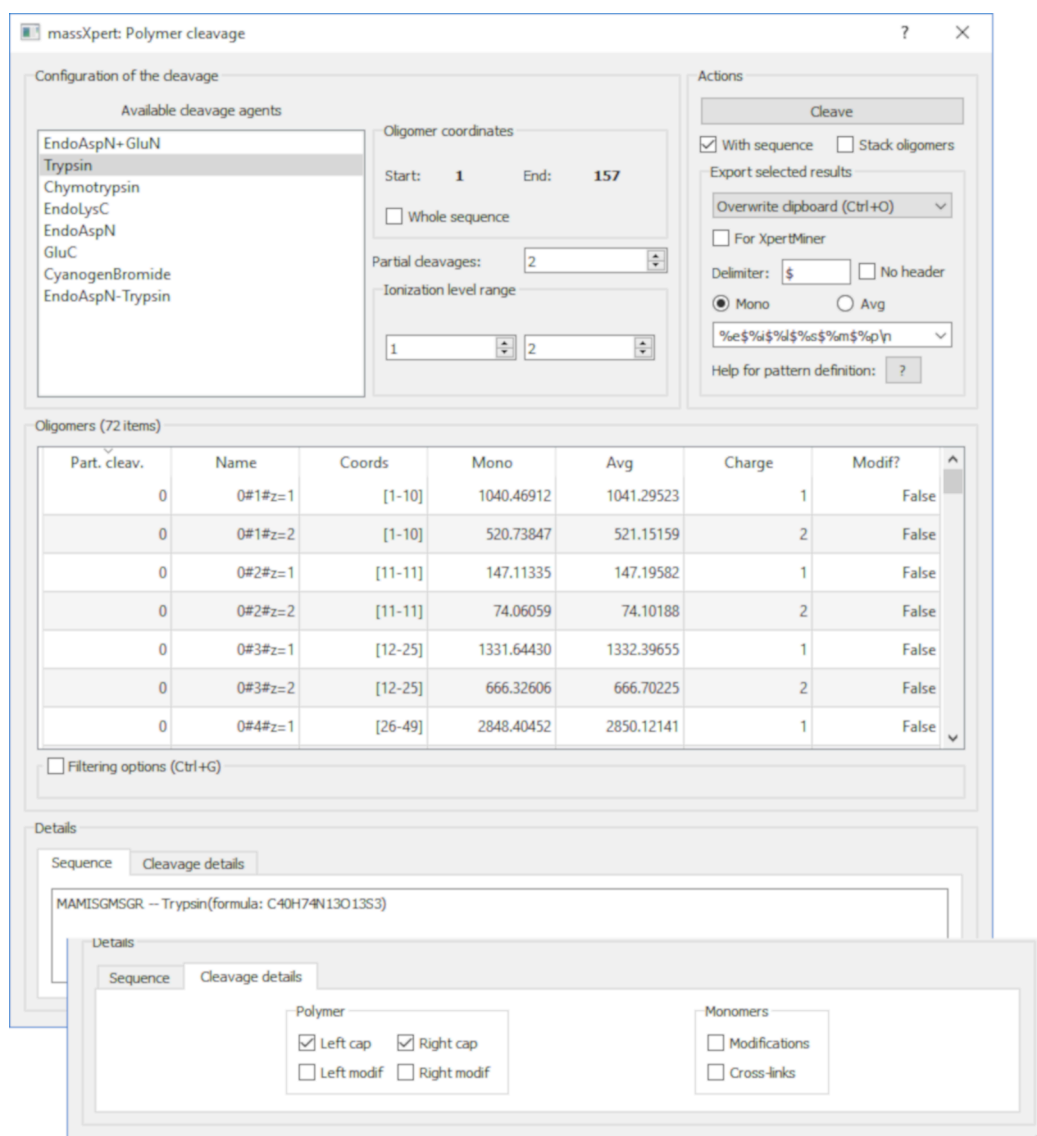 massXpert: Polymer cleavage ? ×
Configuration of the cleavage
Available cleavage agents
EndoAspN+GluN
Trypsin
Chymotrypsin
EndoLysC
EndoAspN
GluC
CyanogenBromide
EndoAspN-Trypsin
Oligomer coordinates
Start: 1 End: 157
Whole sequence
Partial cleavages: 2
Ionization level range
1 2
Actions
Cleave
With sequence Stack oligomers
Export selected results
Overwrite clipboard (Ctrl+O)
For XpertMiner
Delimiter: $ No header
Mono Avg
%e$%i$%l$%s$%m$%p\n
Help for pattern definition: ?
Oligomers (72 items)
Part. cleav. Name Coords Mono Avg Charge Modif?
0 0#1#z=1 [1-10] 1040.46912 1041.29523 1 False
0 0#1#z=2 [1-10] 520.73847 521.15159 2 False
0 0#2#z=1 [11-11] 147.11335 147.19582 1 False
0 0#2#z=2 [11-11] 74.06059 74.10188 2 False
0 0#3#z=1 [12-25] 1331.64430 1332.39655 1 False
0 0#3#z=2 [12-25] 666.32606 666.70225 2 False
0 0#4#z=1 [26-49] 2848.40452 2850.12141 1 False
Filtering options (Ctrl+G)
Details
Sequence Cleavage details
MAMISGMSGR -- Trypsin(formula: C40H74N13O13S3)
Details
Sequence Cleavage details
Polymer
Left cap Right cap
Left modif Right modif
Monomers
Modifications
Cross-links